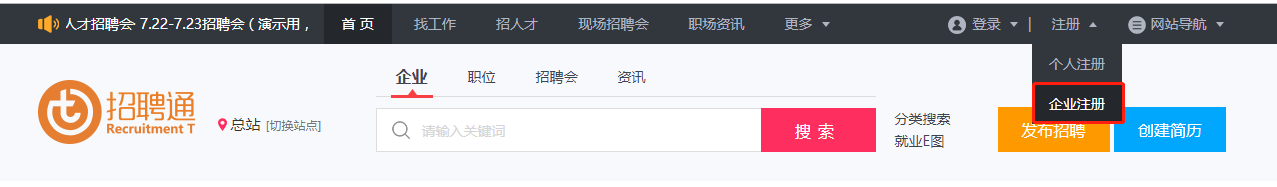 人才招聘会· 7.22-7.23招聘会 ( 演示用，
首 页
找工作
招人才
现场招聘会
职场资讯
更多
登录
|
注册
网站导航
个人注册
企业注册
企业
职位
招聘会
资讯
招聘通
Recruitment T
总站 [切换站点]
请输入关键词
搜 索
分类搜索
就业E图
发布招聘
创建简历